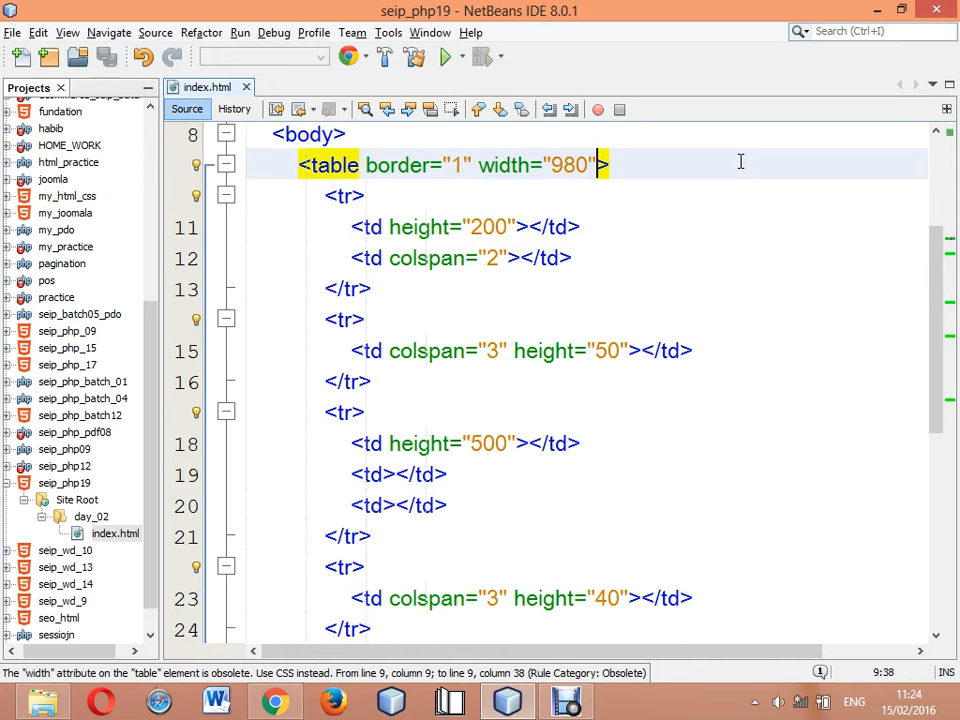 seip_php19 - NetBeans IDE 8.0.1
File Edit View Navigate Source Refactor Run Debug Profile Team Tools Window Help
Search (Ctrl+I)
Projects
index.html
Source History
fundation
habib
HOME_WORK
html_practice
joomla
my_html_css
my_joomala
my_pdo
my_practice
pagination
pos
practice
seip_batch05_pdo
seip_php_09
seip_php_15
seip_php_17
seip_php_batch_01
seip_php_batch_04
seip_php_batch12
seip_php_pdf08
seip_php09
seip_php12
seip_php19
Site Root
day_02
index.html
seip_wd_10
seip_wd_13
seip_wd_14
seip_wd_9
seo_html
sessiojn
8 <body>
<table border="1" width="980">
<tr>
11 <td height="200"></td>
12 <td colspan="2"></td>
13 </tr>
<tr>
15 <td colspan="3" height="50"></td>
16 </tr>
<tr>
18 <td height="500"></td>
19 <td></td>
20 <td></td>
21 </tr>
<tr>
23 <td colspan="3" height="40"></td>
24 </tr>
The "width" attribute on the "table" element is obsolete. Use CSS instead. From line 9, column 9; to line 9, column 38 (Rule Category: Obsolete)
9:38 INS
ENG
11:24
15/02/2016